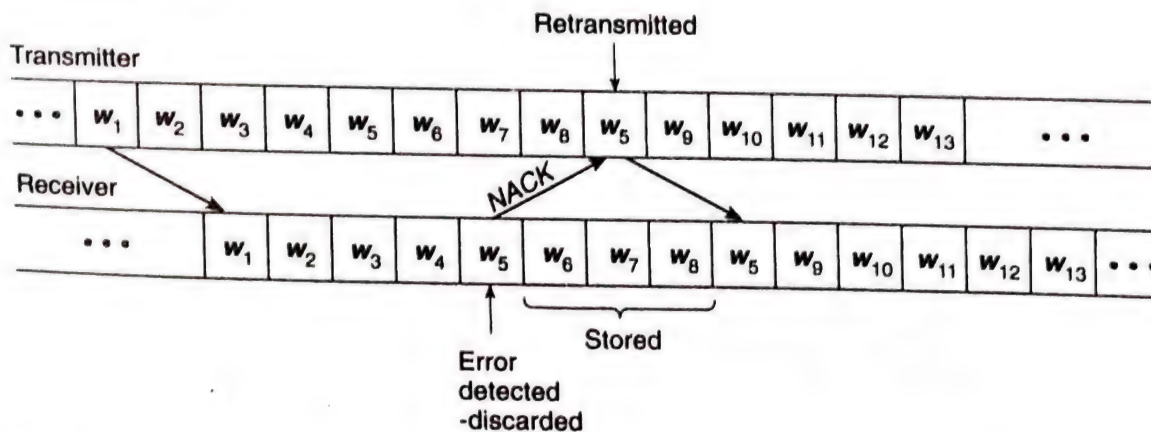 Retransmitted
Transmitter
••• w₁ w₂ w₃ w₄ w₅ w₆ w₇ w₈ w₅ w₉ w₁₀ w₁₁ w₁₂ w₁₃ •••
NACK
Receiver
••• w₁ w₂ w₃ w₄ w₅ w₆ w₇ w₈ w₅ w₉ w₁₀ w₁₁ w₁₂ w₁₃ •••
Stored
Error
detected
-discarded